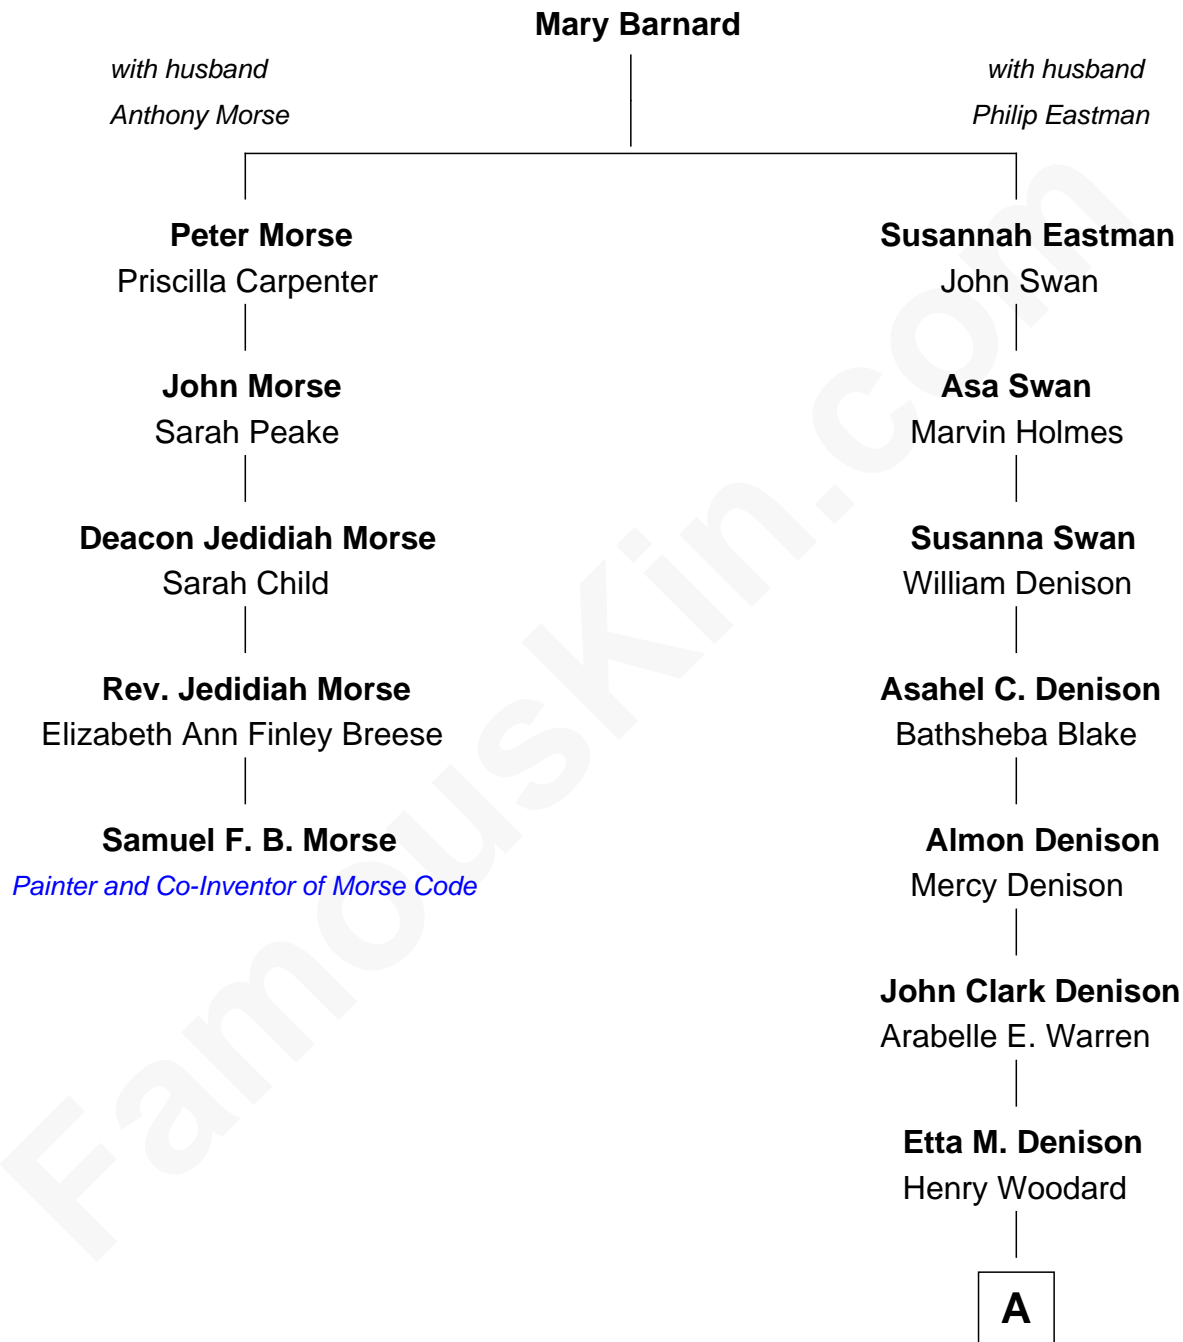 Mary Barnard
with husband
Anthony Morse
with husband
Philip Eastman
Peter Morse
Priscilla Carpenter
John Morse
Sarah Peake
Deacon Jedidiah Morse
Sarah Child
Rev. Jedidiah Morse
Elizabeth Ann Finley Breese
Samuel F. B. Morse
Painter and Co-Inventor of Morse Code
Susannah Eastman
John Swan
Asa Swan
Marvin Holmes
Susanna Swan
William Denison
Asahel C. Denison
Bathsheba Blake
Almon Denison
Mercy Denison
John Clark Denison
Arabelle E. Warren
Etta M. Denison
Henry Woodard
A
FamousKin.com